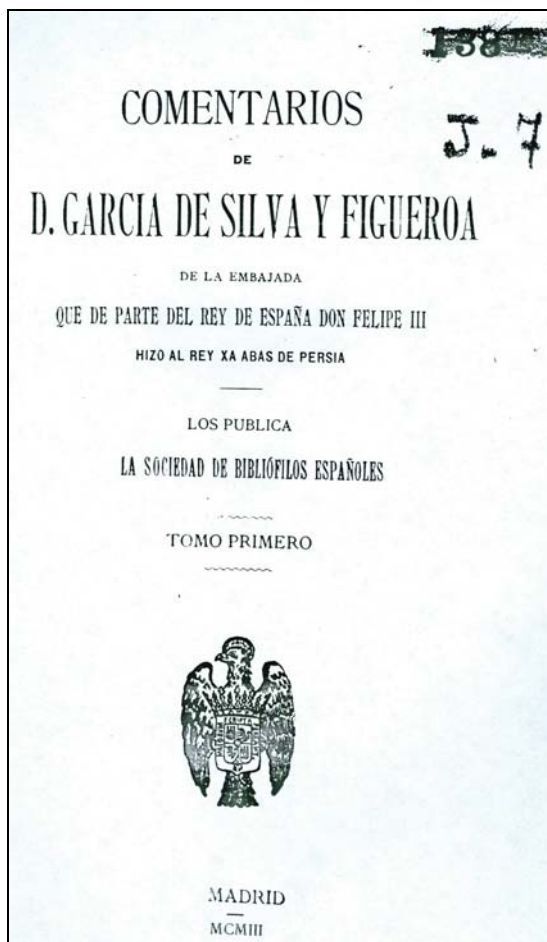 138
J. 7
COMENTARIOS
DE
D. GARCIA DE SILVA Y FIGUEROA
DE LA EMBAJADA
QUE DE PARTE DEL REY DE ESPAÑA DON FELIPE III
HIZO AL REY XA ABAS DE PERSIA
LOS PUBLICA
LA SOCIEDAD DE BIBLIÓFILOS ESPAÑOLES
TOMO PRIMERO
MADRID
MCMIII